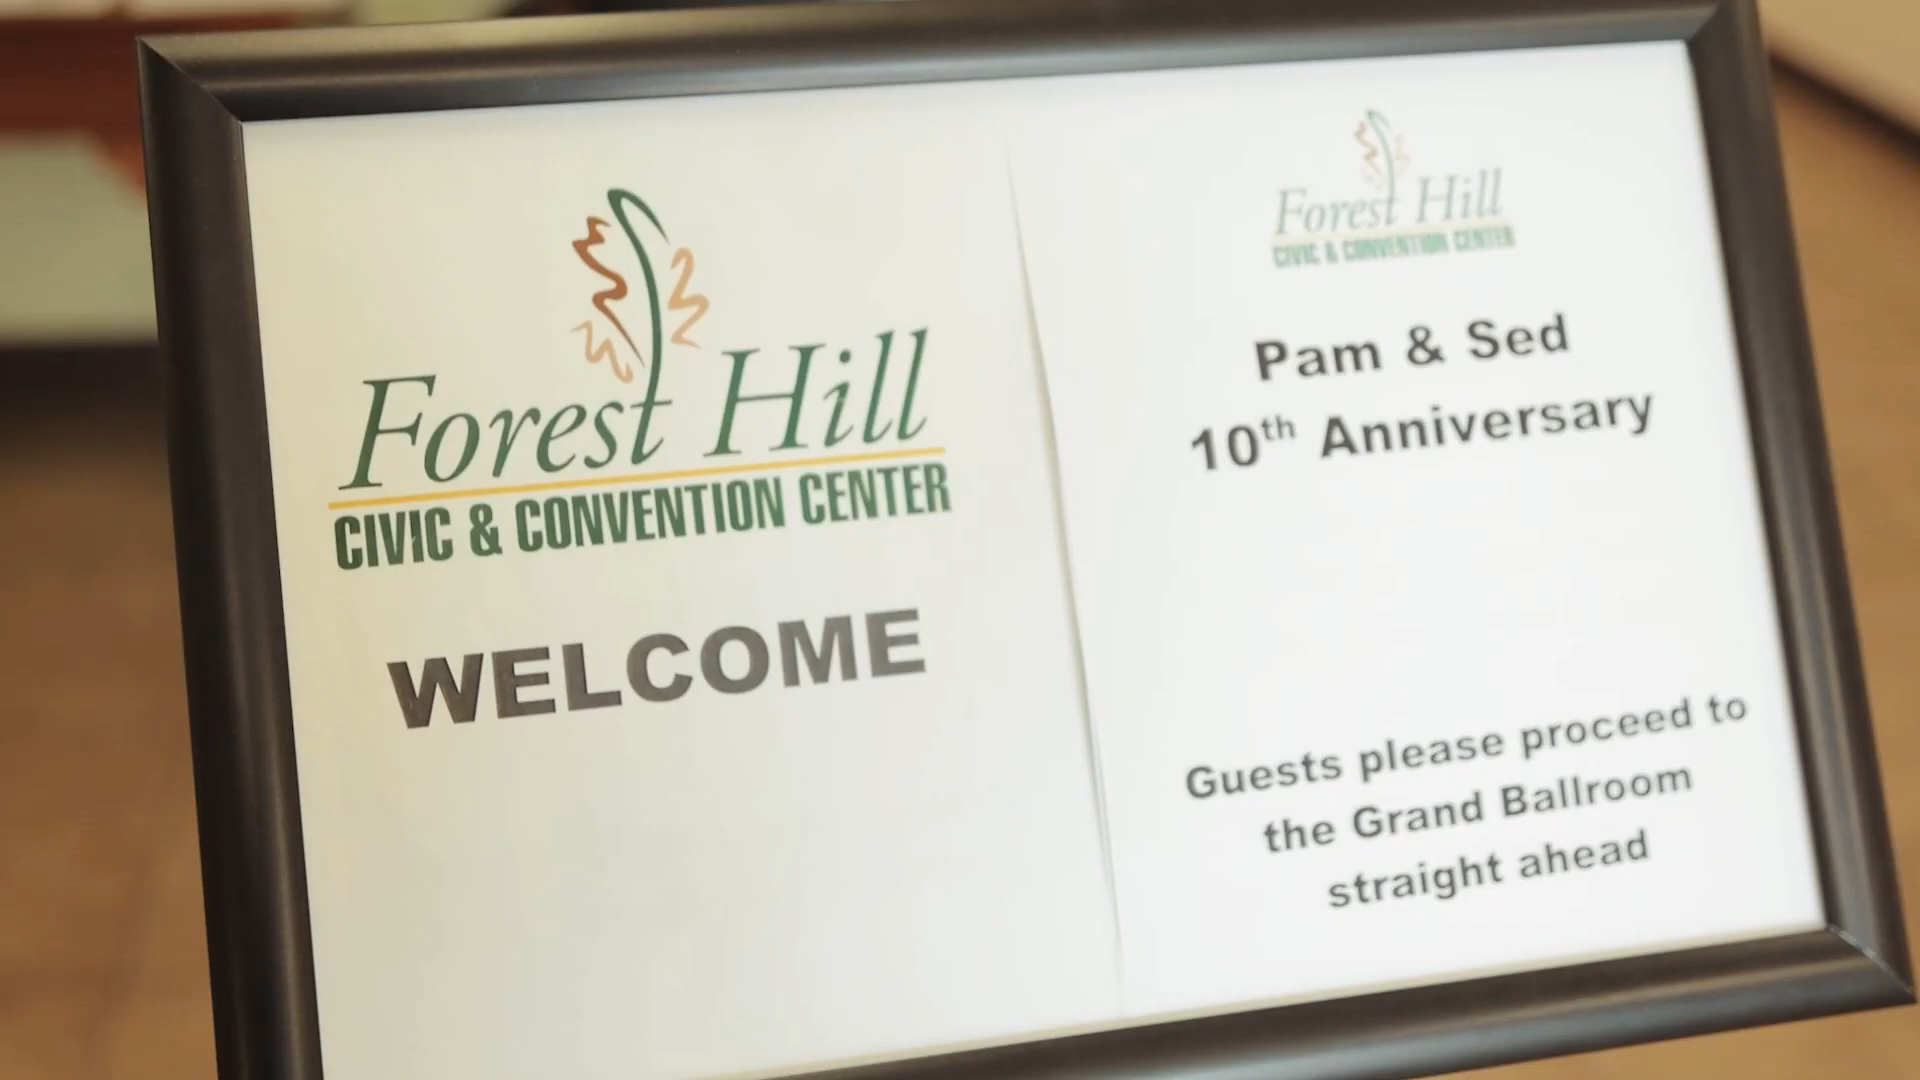 Forest Hill
CIVIC & CONVENTION CENTER
WELCOME
Forest Hill
CIVIC & CONVENTION CENTER
Pam & Sed
10th Anniversary
Guests please proceed to
the Grand Ballroom
straight ahead